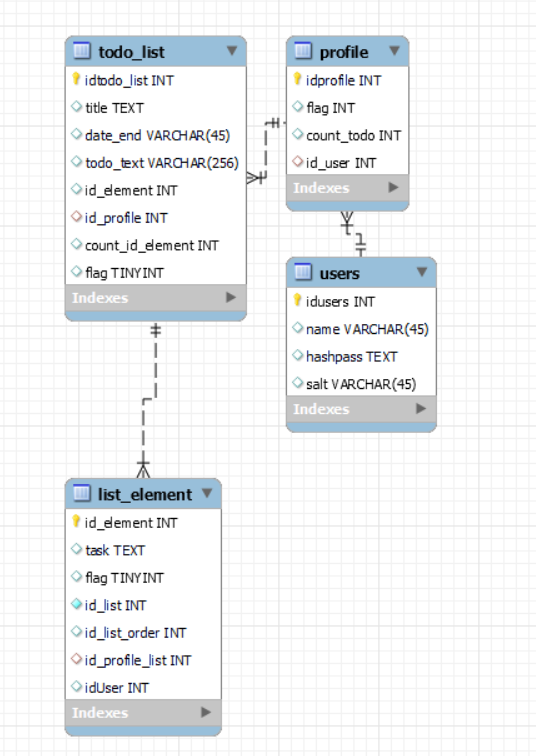 todo_list
idtodo_list INT
title TEXT
date_end VARCHAR(45)
todo_text VARCHAR(256)
id_element INT
id_profile INT
count_id_element INT
flag TINYINT
Indexes
profile
idprofile INT
flag INT
count_todo INT
id_user INT
Indexes
users
idusers INT
name VARCHAR(45)
hashpass TEXT
salt VARCHAR(45)
Indexes
list_element
id_element INT
task TEXT
flag TINYINT
id_list INT
id_list_order INT
id_profile_list INT
idUser INT
Indexes